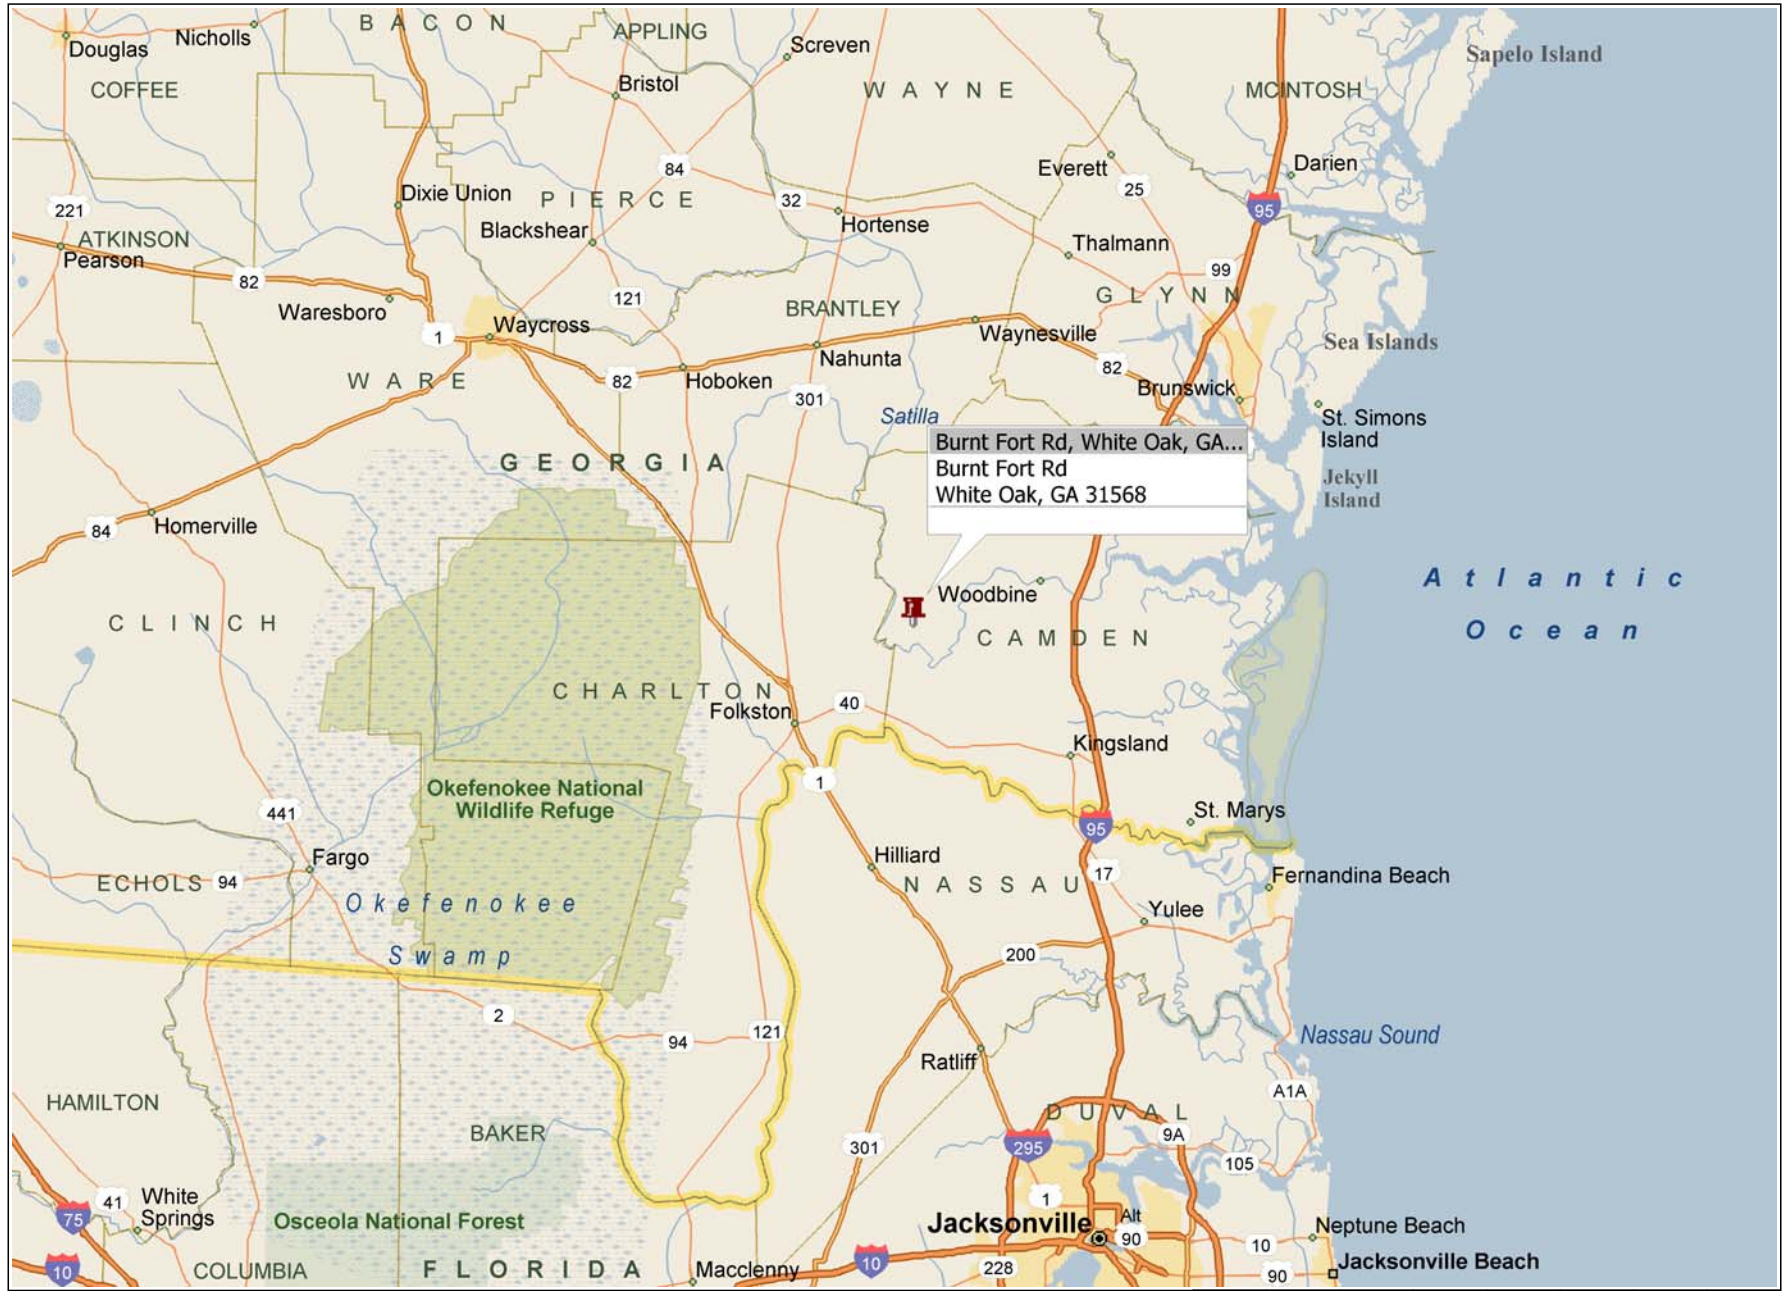 BACON
APPLING
Nicholls
Douglas
Screven
Sapelo Island
COFFEE
Bristol
WAYNE
MCINTOSH
84
Everett
Darien
25
Dixie Union
PIERCE
32
95
221
Blackshear
Hortense
ATKINSON
Pearson
Thalmann
82
99
121
GLYNN
Waresboro
BRANTLEY
Waycross
1
Waynesville
Sea Islands
Nahunta
WARE
82
Hoboken
82
Brunswick
301
Satilla
St. Simons
Island
Burnt Fort Rd, White Oak, GA...
Burnt Fort Rd
White Oak, GA 31568
GEORGIA
Jekyll
Island
84
Homerville
Atlantic
Ocean
Woodbine
CLINCH
CAMDEN
CHARLTON
Folkston
40
Kingsland
1
Okefenokee National
Wildlife Refuge
441
St. Marys
95
Fargo
Hilliard
17
ECHOLS
94
NASSAU
Fernandina Beach
Okefenokee
Swamp
Yulee
200
2
94
121
Nassau Sound
Ratliff
A1A
HAMILTON
DUVAL
BAKER
9A
301
295
105
41
White
Springs
75
1
Osceola National Forest
Jacksonville
Alt
90
Neptune Beach
10
10
COLUMBIA
FLORIDA
Macclenny
10
228
90
Jacksonville Beach